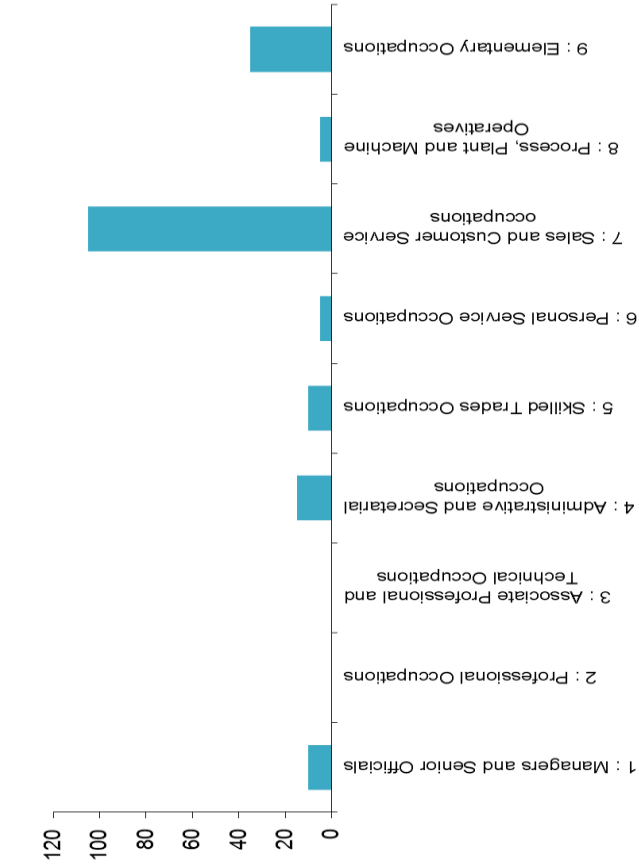 9 : Elementary Occupations
8 : Process, Plant and Machine
Operatives
7 : Sales and Customer Service
occupations
6 : Personal Service Occupations
5 : Skilled Trades Occupations
4 : Administrative and Secretarial
Occupations
3 : Associate Professional and
Technical Occupations
2 : Professional Occupations
1 : Managers and Senior Officials
120
100
80
60
40
20
0